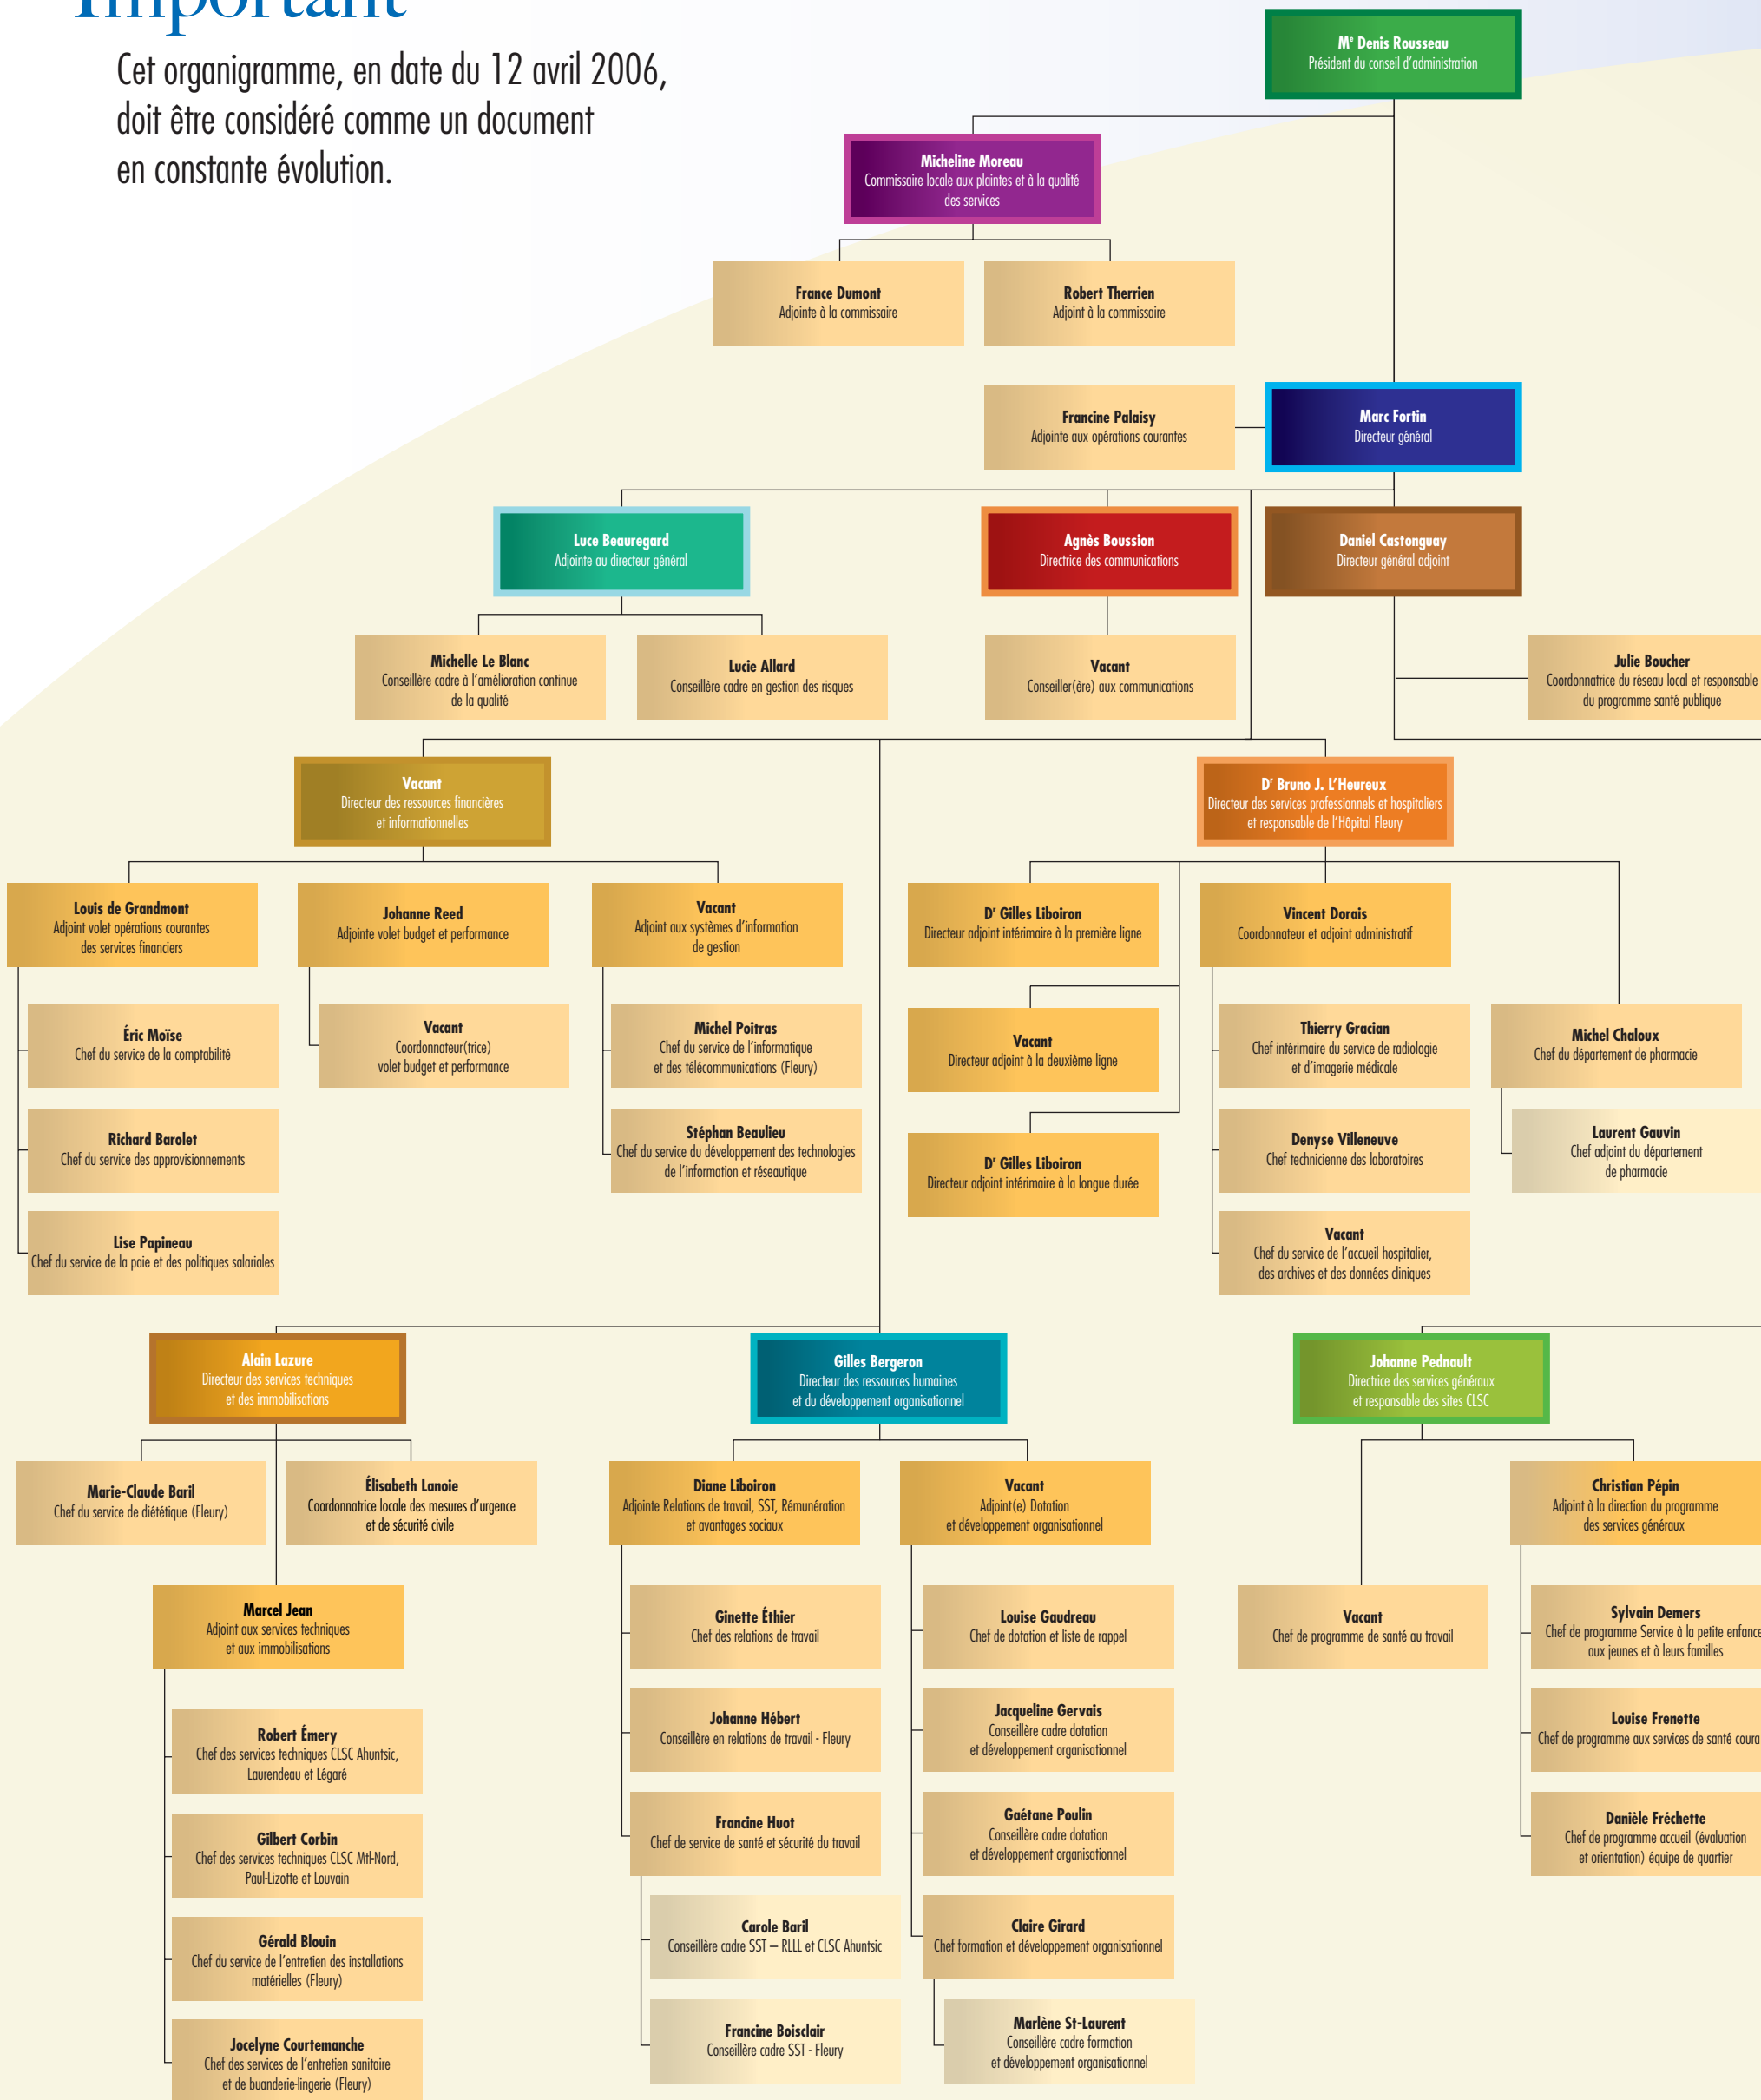 Important
Cet organigramme, en date du 12 avril 2006,
doit être considéré comme un document
en constante évolution.
Me Denis Rousseau
Président du conseil d'administration
Micheline Moreau
Commissaire locale aux plaintes et à la qualité
des services
France Dumont
Adjointe à la commissaire
Robert Therrien
Adjoint à la commissaire
Francine Palaisy
Adjointe aux opérations courantes
Marc Fortin
Directeur général
Luce Beauregard
Adjointe au directeur général
Agnès Boussion
Directrice des communications
Daniel Castonguay
Directeur général adjoint
Michelle Le Blanc
Conseillère cadre à l'amélioration continue
de la qualité
Lucie Allard
Conseillère cadre en gestion des risques
Vacant
Conseiller(ère) aux communications
Julie Boucher
Coordonnatrice du réseau local et responsable
du programme santé publique
Vacant
Directeur des ressources financières
et informationnelles
Dr Bruno J. L'Heureux
Directeur des services professionnels et hospitaliers
et responsable de l'Hôpital Fleury
Louis de Grandmont
Adjoint volet opérations courantes
des services financiers
Johanne Reed
Adjointe volet budget et performance
Vacant
Adjoint aux systèmes d'information
de gestion
Dr Gilles Liboiron
Directeur adjoint intérimaire à la première ligne
Vincent Dorais
Coordonnateur et adjoint administratif
Éric Moïse
Chef du service de la comptabilité
Vacant
Coordonnateur(trice)
volet budget et performance
Michel Poitras
Chef du service de l'informatique
et des télécommunications (Fleury)
Vacant
Directeur adjoint à la deuxième ligne
Thierry Gracian
Chef intérimaire du service de radiologie
et d'imagerie médicale
Michel Chaloux
Chef du département de pharmacie
Richard Barolet
Chef du service des approvisionnements
Stéphan Beaulieu
Chef du service du développement des technologies
de l'information et réseautique
Dr Gilles Liboiron
Directeur adjoint intérimaire à la longue durée
Denyse Villeneuve
Chef technicienne des laboratoires
Laurent Gauvin
Chef adjoint du département
de pharmacie
Lise Papineau
Chef du service de la paie et des politiques salariales
Vacant
Chef du service de l'accueil hospitalier,
des archives et des données cliniques
Alain Lazure
Directeur des services techniques
et des immobilisations
Gilles Bergeron
Directeur des ressources humaines
et du développement organisationnel
Johanne Pednault
Directrice des services généraux
et responsable des sites CLSC
Marie-Claude Baril
Chef du service de diététique (Fleury)
Élisabeth Lanoie
Coordonnatrice locale des mesures d'urgence
et de sécurité civile
Diane Liboiron
Adjointe Relations de travail, SST, Rémunération
et avantages sociaux
Vacant
Adjoint(e) Dotation
et développement organisationnel
Christian Pépin
Adjoint à la direction du programme
des services généraux
Marcel Jean
Adjoint aux services techniques
et aux immobilisations
Ginette Éthier
Chef des relations de travail
Louise Gaudreau
Chef de dotation et liste de rappel
Vacant
Chef de programme de santé au travail
Sylvain Demers
Chef de programme Service à la petite enfance
aux jeunes et à leurs familles
Robert Émery
Chef des services techniques CLSC Ahuntsic,
Laurendeau et Légaré
Johanne Hébert
Conseillère en relations de travail - Fleury
Jacqueline Gervais
Conseillère cadre dotation
et développement organisationnel
Louise Frenette
Chef de programme aux services de santé coura
Gilbert Corbin
Chef des services techniques CLSC Mtl-Nord,
Paul-Lizotte et Louvain
Francine Huot
Chef de service de santé et sécurité du travail
Gaétane Poulin
Conseillère cadre dotation
et développement organisationnel
Danièle Fréchette
Chef de programme accueil (évaluation
et orientation) équipe de quartier
Gérald Blouin
Chef du service de l'entretien des installations
matérielles (Fleury)
Carole Baril
Conseillère cadre SST – RLLL et CLSC Ahuntsic
Claire Girard
Chef formation et développement organisationnel
Jocelyne Courtemanche
Chef des services de l'entretien sanitaire
et de buanderie-lingerie (Fleury)
Francine Boisclair
Conseillère cadre SST - Fleury
Marlène St-Laurent
Conseillère cadre formation
et développement organisationnel